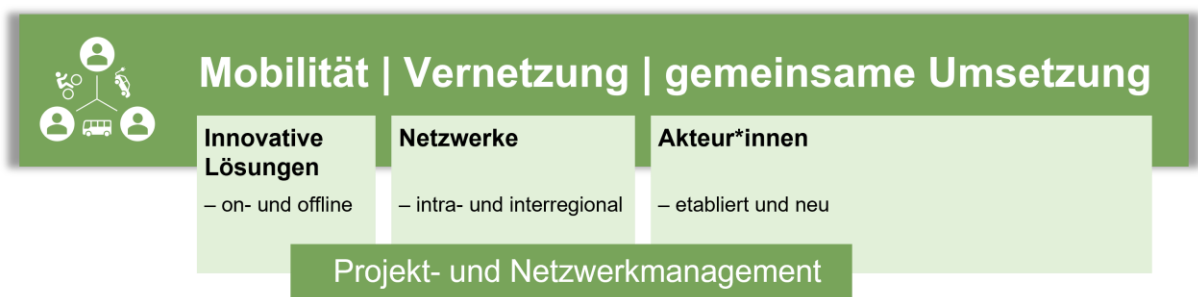 Mobilität | Vernetzung | gemeinsame Umsetzung
Innovative
Lösungen
– on- und offline
Netzwerke
– intra- und interregional
Akteur*innen
– etabliert und neu
Projekt- und Netzwerkmanagement